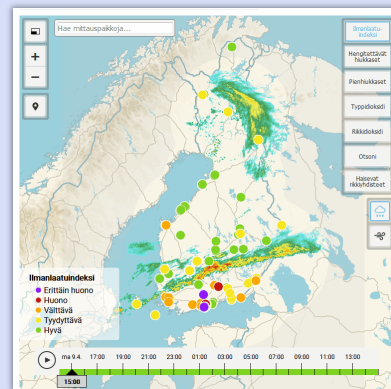 Hae mittauspaikkoja...
Ilmanlaatu-
indeksi
Hengitettävät
hiukkaset
Pienhiukkaset
Typpidioksidi
Rikkidioksidi
Otsoni
Haisevat
rikkiyhdisteet
Ilmanlaatuindeksi
Erittäin huono
Huono
Välttävä
Tyydyttävä
Hyvä
ma 9.4. 17:00 19:00 21:00 23:00 01:00 03:00 05:00 07:00 09:00 11:00 13:00
15:00